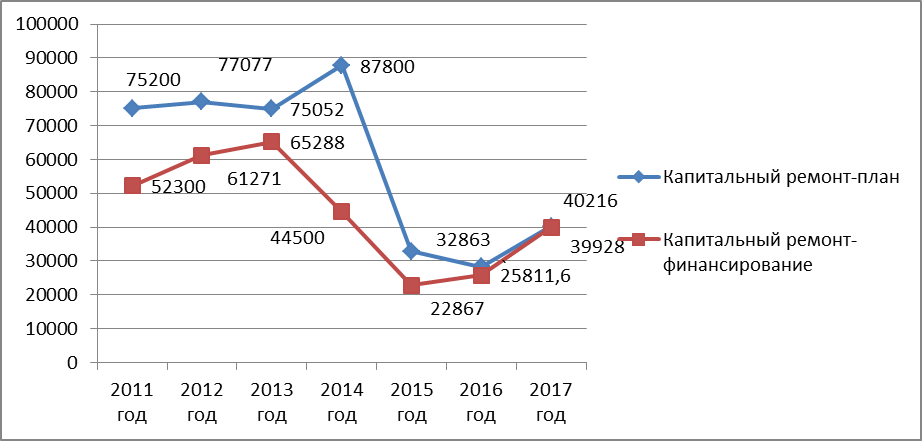 100000
90000
80000
70000
60000
50000
40000
30000
20000
10000
0
75200
77077
75052
87800
32863
40216
52300
61271
65288
44500
22867
25811,6
39928
2011 год
2012 год
2013 год
2014 год
2015 год
2016 год
2017 год
Капитальный ремонт-план
Капитальный ремонт-
финансирование